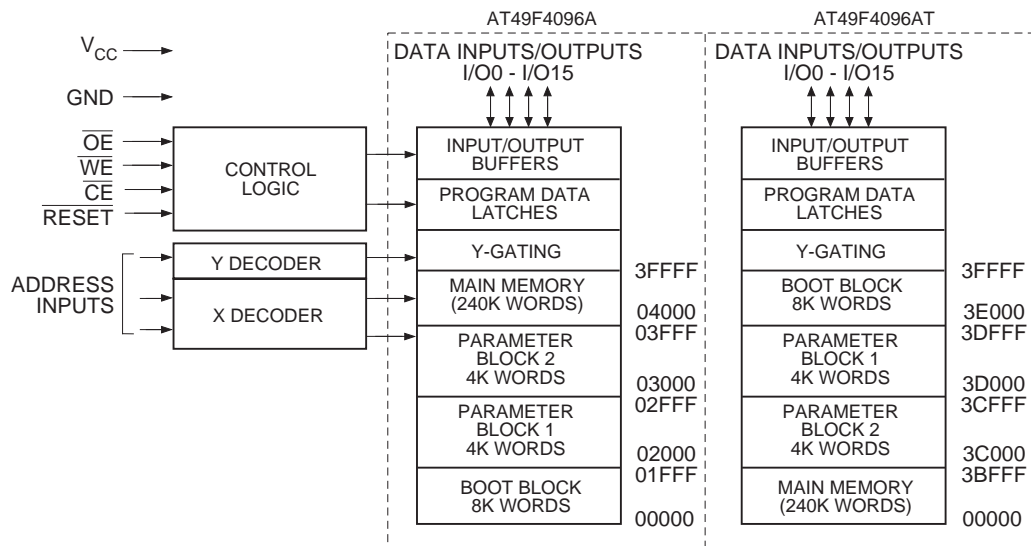 AT49F4096A
AT49F4096AT
VCC
GND
OE
WE
CE
RESET
ADDRESS
INPUTS
CONTROL
LOGIC
Y DECODER
X DECODER
DATA INPUTS/OUTPUTS
I/O0 - I/O15
INPUT/OUTPUT
BUFFERS
PROGRAM DATA
LATCHES
Y-GATING
MAIN MEMORY
(240K WORDS)
PARAMETER
BLOCK 2
4K WORDS
PARAMETER
BLOCK 1
4K WORDS
BOOT BLOCK
8K WORDS
3FFFF
04000
03FFF
03000
02FFF
02000
01FFF
00000
DATA INPUTS/OUTPUTS
I/O0 - I/O15
INPUT/OUTPUT
BUFFERS
PROGRAM DATA
LATCHES
Y-GATING
BOOT BLOCK
8K WORDS
PARAMETER
BLOCK 1
4K WORDS
PARAMETER
BLOCK 2
4K WORDS
MAIN MEMORY
(240K WORDS)
3FFFF
3E000
3DFFF
3D000
3CFFF
3C000
3BFFF
00000